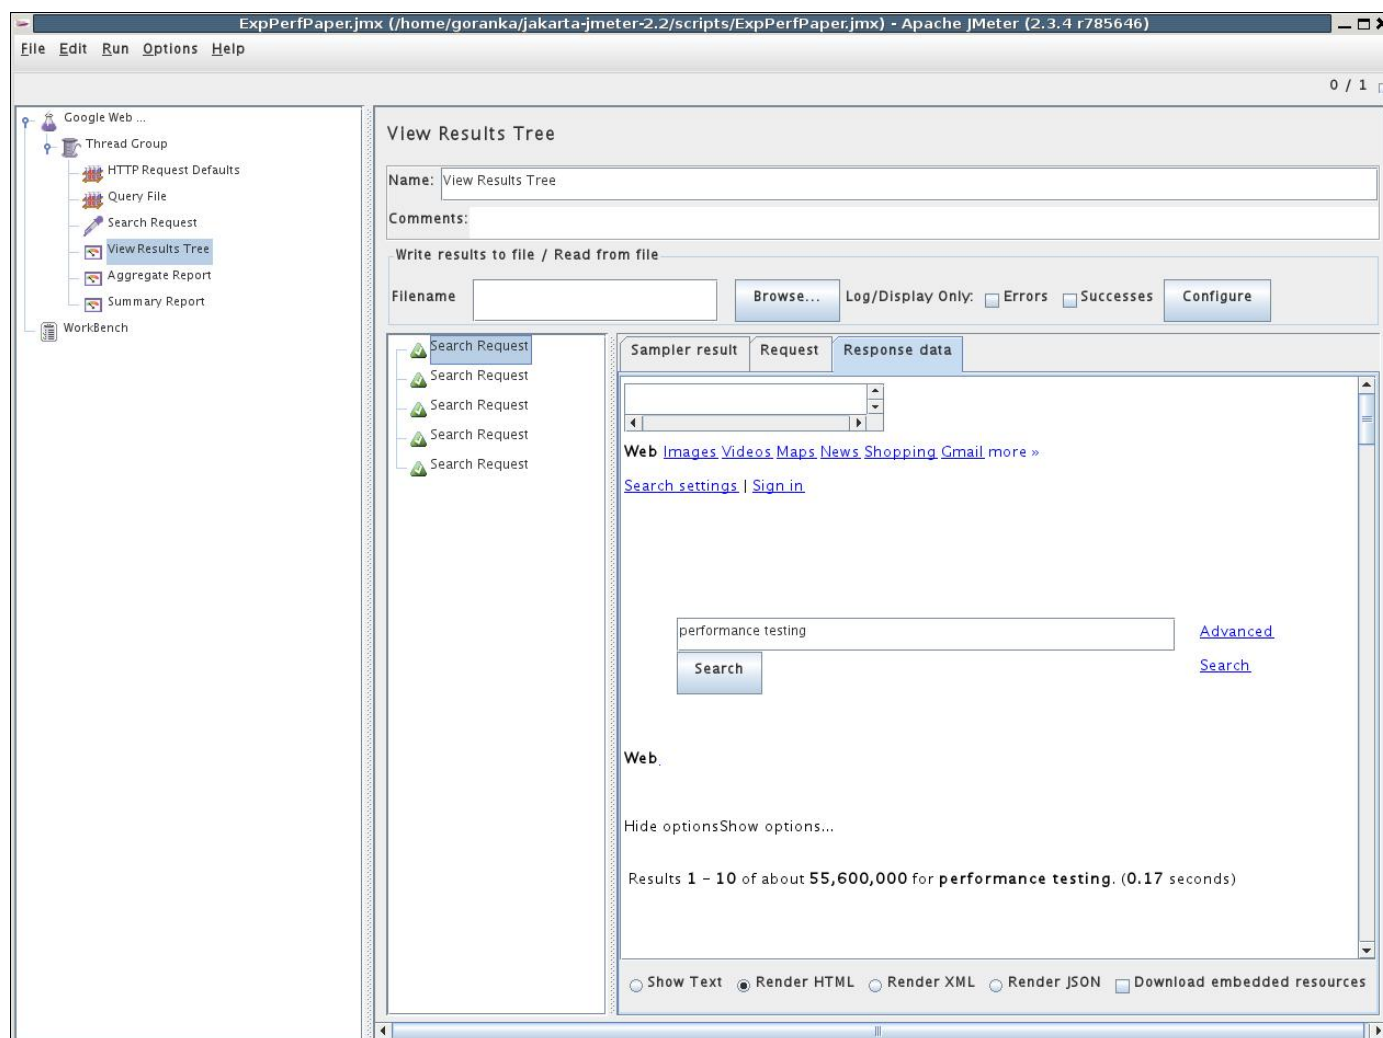 ExpPerfPaper.jmx (/home/goranka/jakarta-jmeter-2.2/scripts/ExpPerfPaper.jmx) - Apache JMeter (2.3.4 r785646)
File Edit Run Options Help
0 / 1
Google Web ...
Thread Group
HTTP Request Defaults
Query File
Search Request
View Results Tree
Aggregate Report
Summary Report
WorkBench
View Results Tree
Name: View Results Tree
Comments:
Write results to file / Read from file
Filename Browse... Log/Display Only: Errors Successes Configure
Search Request
Search Request
Search Request
Search Request
Search Request
Sampler result Request Response data
Web Images Videos Maps News Shopping Gmail more »
Search settings | Sign in
performance testing Advanced
Search Search
Web
Hide optionsShow options...
Results 1 - 10 of about 55,600,000 for performance testing. (0.17 seconds)
Show Text Render HTML Render XML Render JSON Download embedded resources